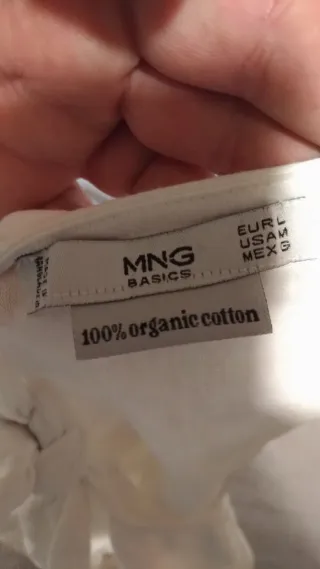 MNG
BASICS
EUR L
USA M
MEX G
100% organic cotton